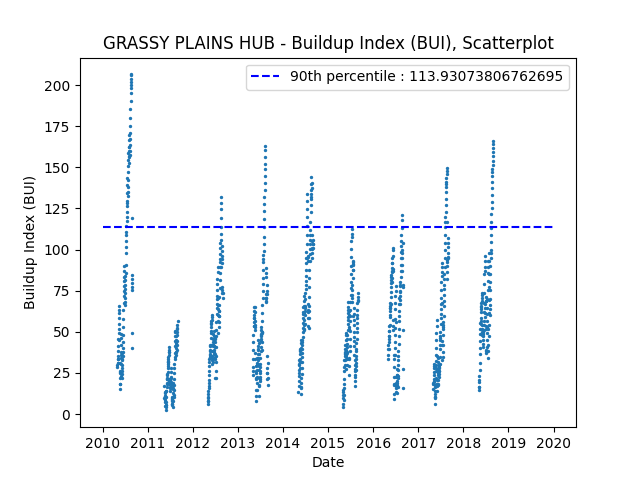 GRASSY PLAINS HUB - Buildup Index (BUI), Scatterplot
90th percentile : 113.93073806762695
200
175
150
125
100
75
50
25
0
Buildup Index (BUI)
2010 2011 2012 2013 2014 2015 2016 2017 2018 2019 2020
Date